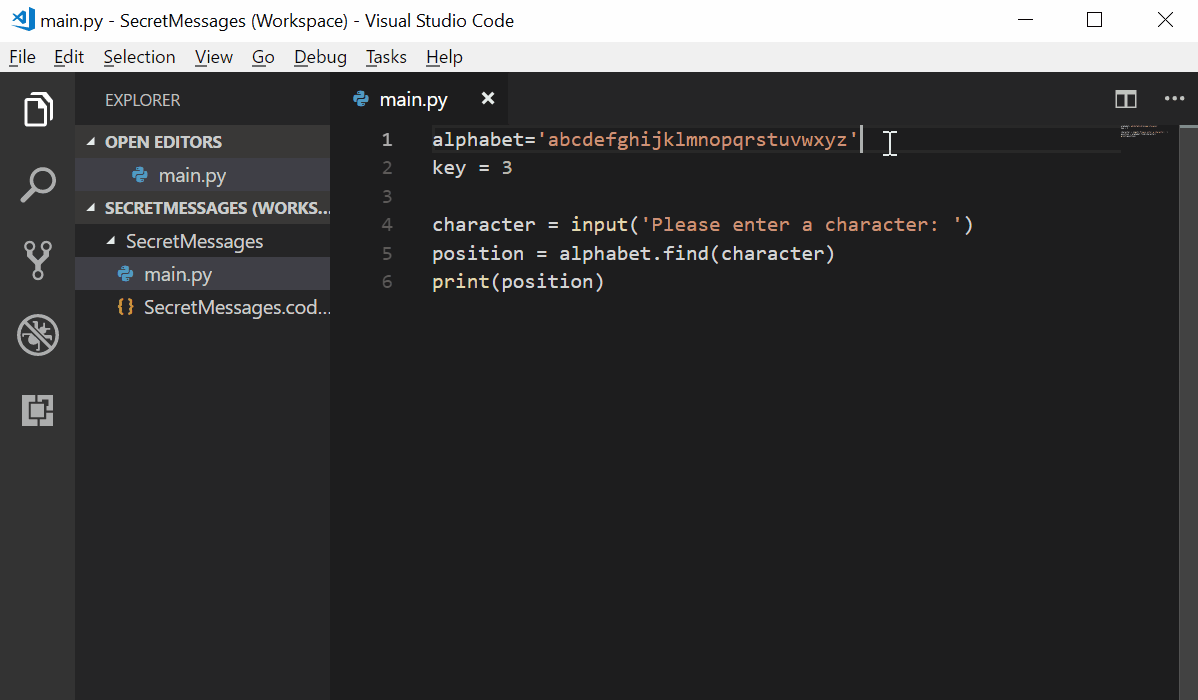 main.py - SecretMessages (Workspace) - Visual Studio Code
File Edit Selection View Go Debug Tasks Help
EXPLORER
OPEN EDITORS
main.py
SECRETMESSAGES (WORKS...
SecretMessages
main.py
{} SecretMessages.cod...
main.py
1 alphabet='abcdefghijklmnopqrstuvwxyz'
2 key = 3
3
4 character = input('Please enter a character: ')
5 position = alphabet.find(character)
6 print(position)